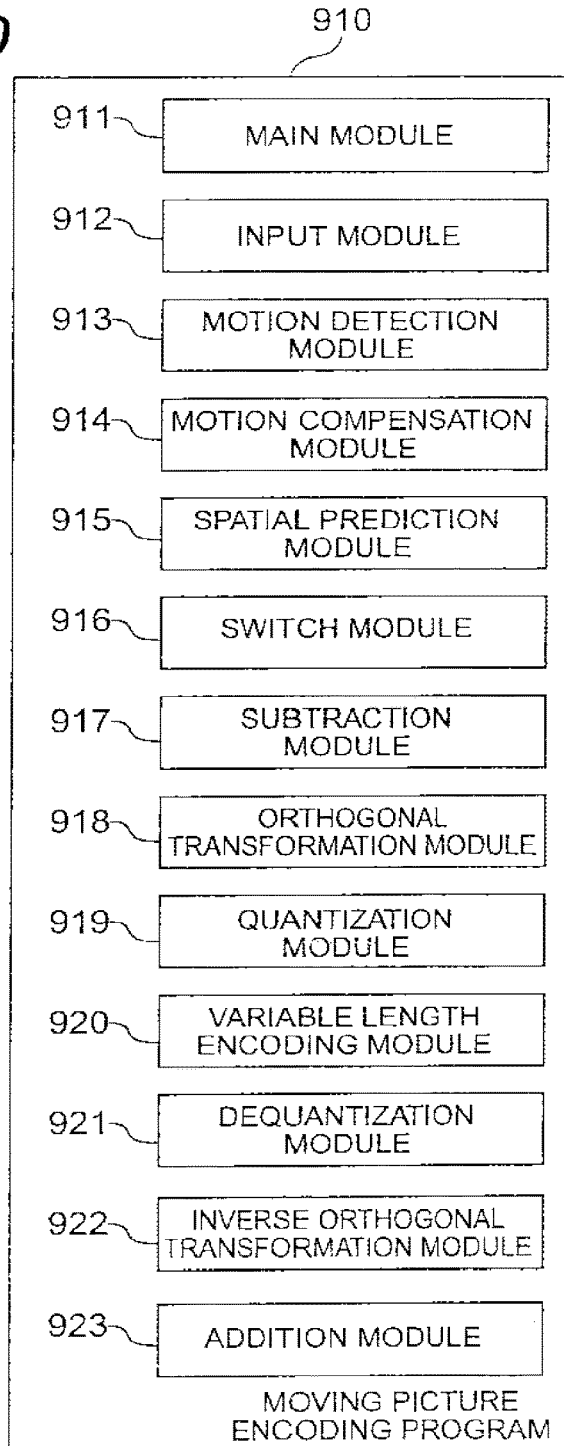 910
911
MAIN MODULE
912
INPUT MODULE
913
MOTION DETECTION
MODULE
914
MOTION COMPENSATION
MODULE
915
SPATIAL PREDICTION
MODULE
916
SWITCH MODULE
917
SUBTRACTION
MODULE
918
ORTHOGONAL
TRANSFORMATION MODULE
919
QUANTIZATION
MODULE
920
VARIABLE LENGTH
ENCODING MODULE
921
DEQUANTIZATION
MODULE
922
INVERSE ORTHOGONAL
TRANSFORMATION MODULE
923
ADDITION MODULE
MOVING PICTURE
ENCODING PROGRAM